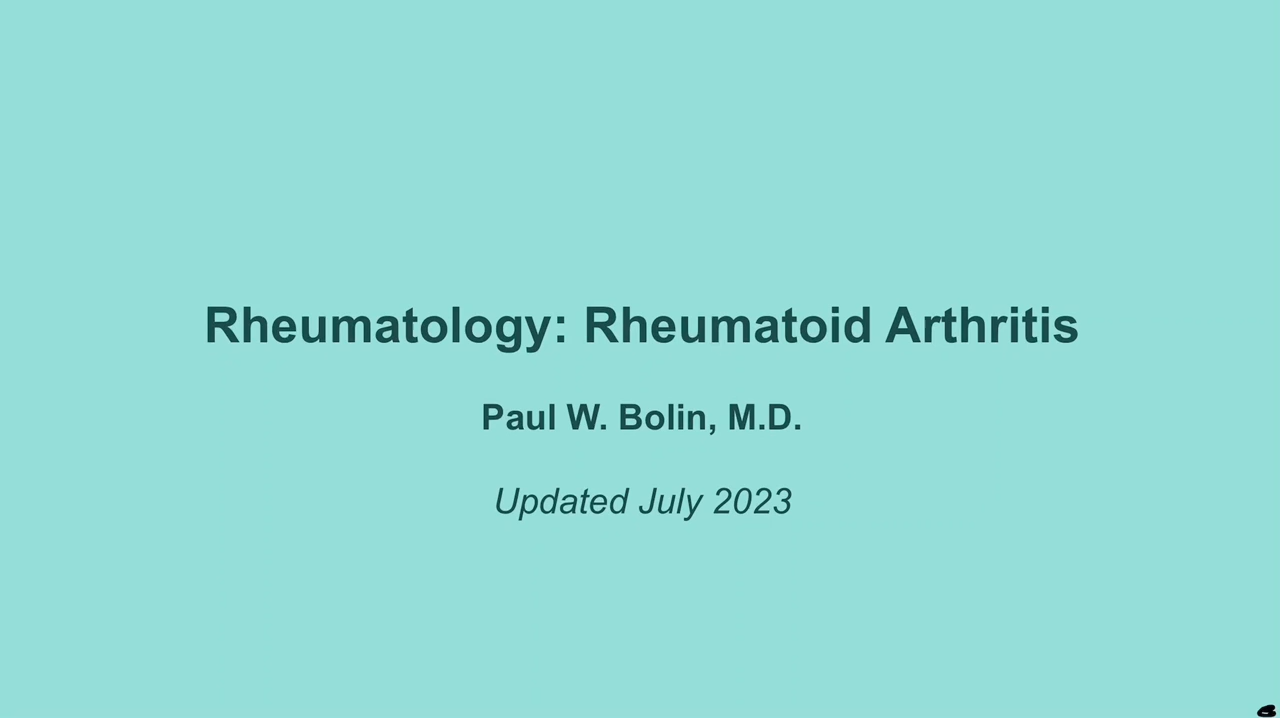 Rheumatology: Rheumatoid Arthritis
Paul W. Bolin, M.D.
Updated July 2023